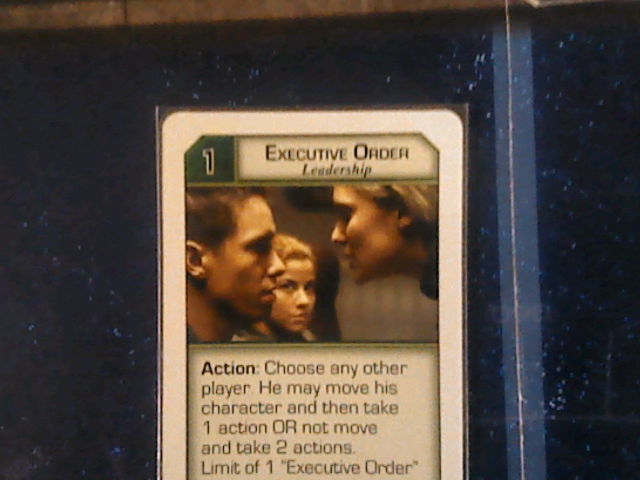 1
EXECUTIVE ORDER
Leadership
Action: Choose any other
player. He may move his
character and then take
1 action OR not move
and take 2 actions.
Limit of 1 "Executive Order"